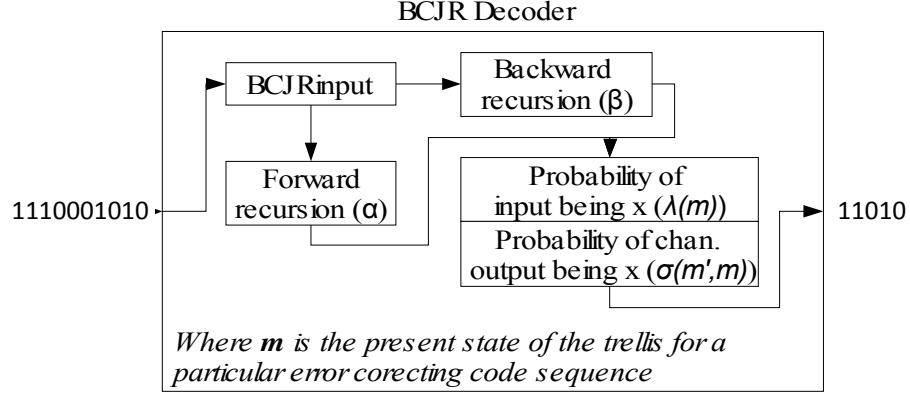 BCJR Decoder
BCJRinput
Backward
recursion (β)
Forward
recursion (α)
1110001010
Probability of
input being x (λ(m))
Probability of chan.
output being x (σ(m',m))
11010
Where m is the present state of the trellis for a
particular error corecting code sequence